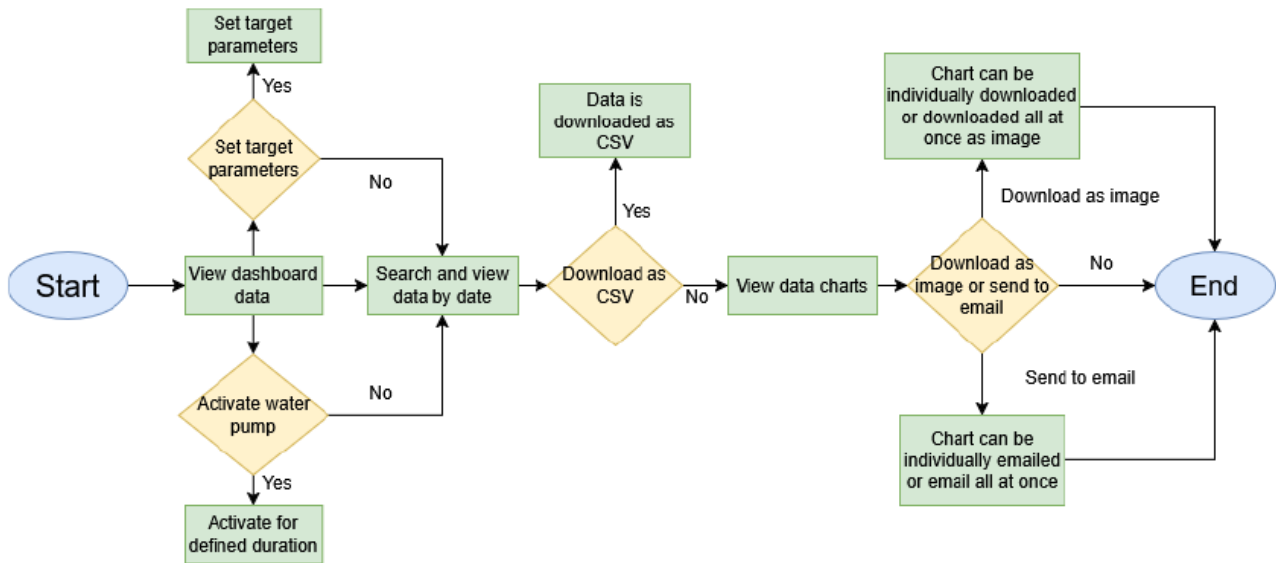 Set target
parameters
Yes
Set target
parameters
No
Start
View dashboard
data
Search and view
data by date
Activate water
pump
No
Yes
Activate for
defined duration
Data is
downloaded as
CSV
Yes
Download as
CSV
No
View data charts
Chart can be
individually downloaded
or downloaded all at
once as image
Download as image
Download as
image or send to
email
No
End
Send to email
Chart can be
individually emailed
or email all at once